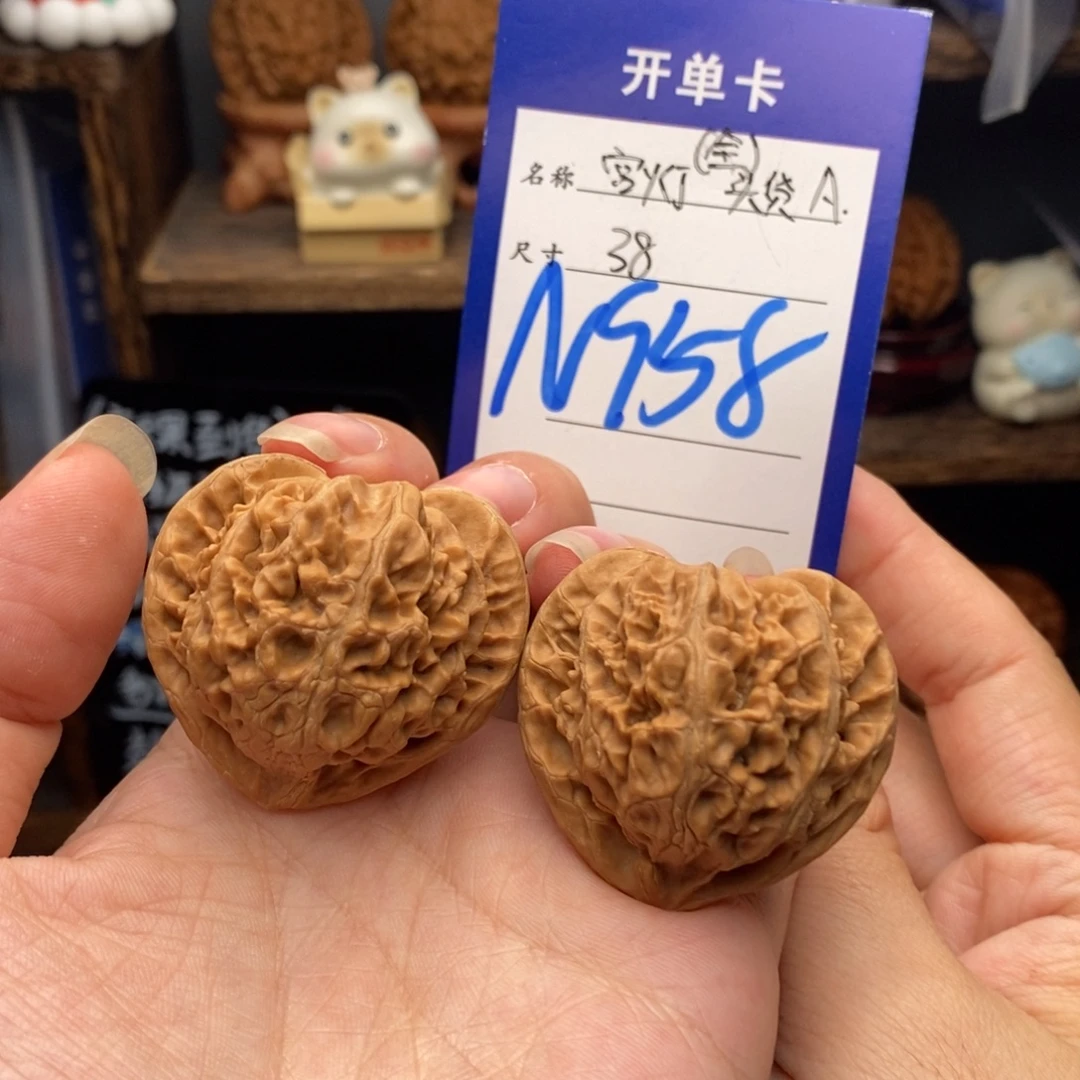 开单卡
全
名称 宫灯 头货 A.
尺寸 38
N958